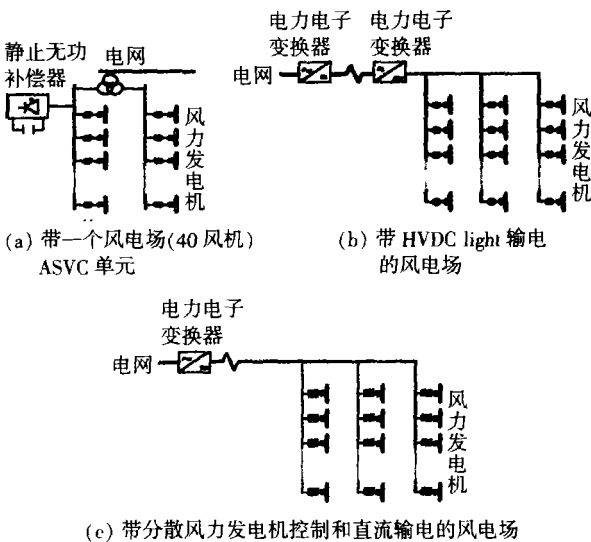 静止无功
补偿器
电网
风
力
发
电
机
(a) 带一个风电场(40风机)
ASVC 单元
电力电子
变换器
电力电子
变换器
电网
风
力
发
电
机
(b) 带 HVDC light 输电
的风电场
电力电子
变换器
电网
风
力
发
电
机
(c) 带分散风力发电机控制和直流输电的风电场